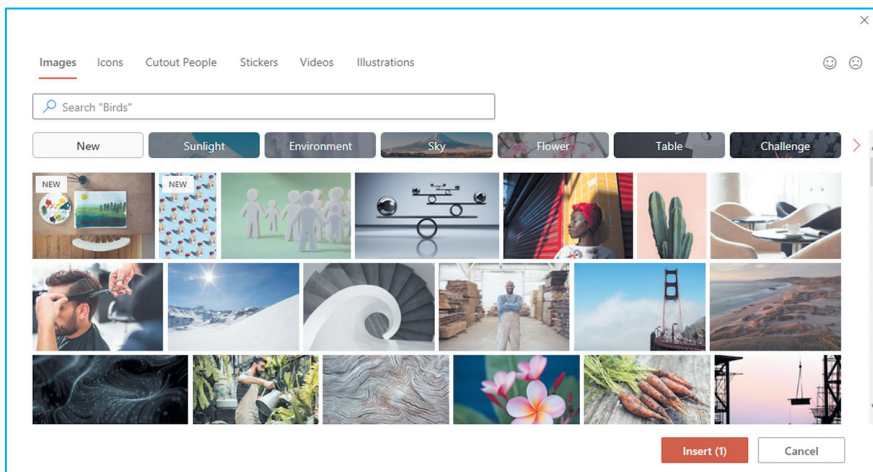 Images Icons Cutout People Stickers Videos Illustrations
Search "Birds"
New Sunlight Environment Sky Flower Table Challenge
NEW NEW
Insert (1) Cancel